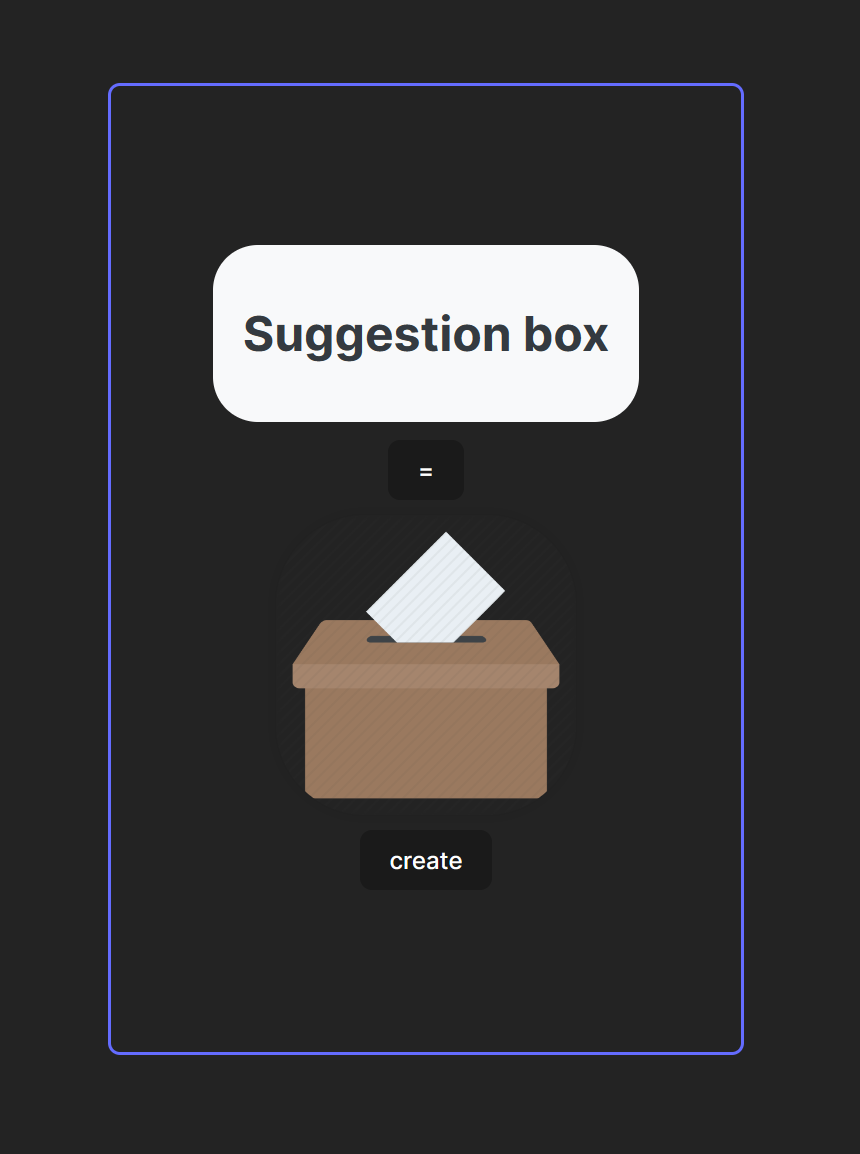 Suggestion box
=
create